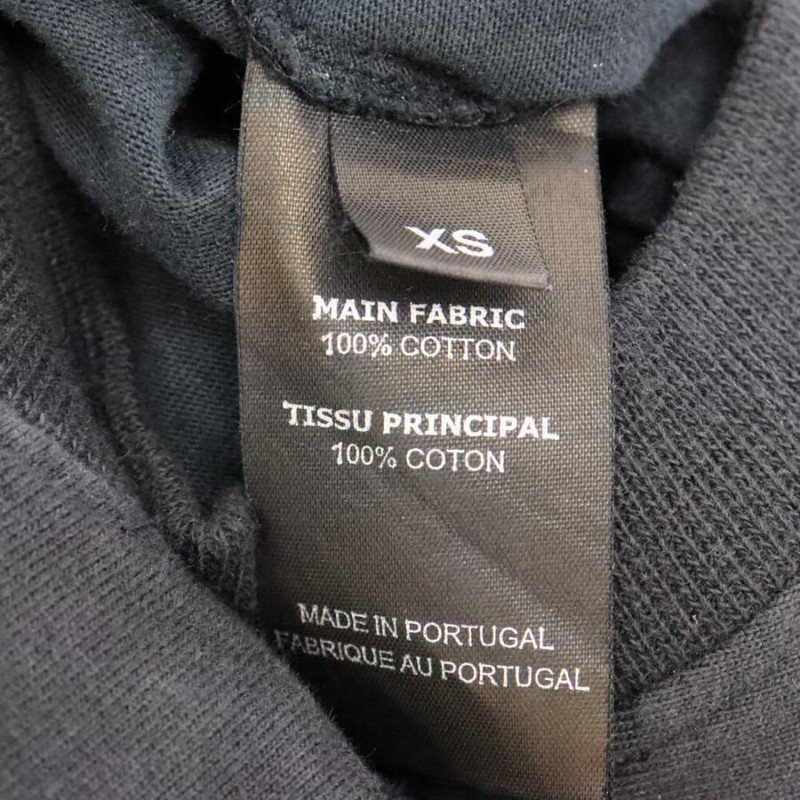 XS
MAIN FABRIC
100% COTTON
TISSU PRINCIPAL
100% COTON
MADE IN PORTUGAL
FABRIQUE AU PORTUGAL